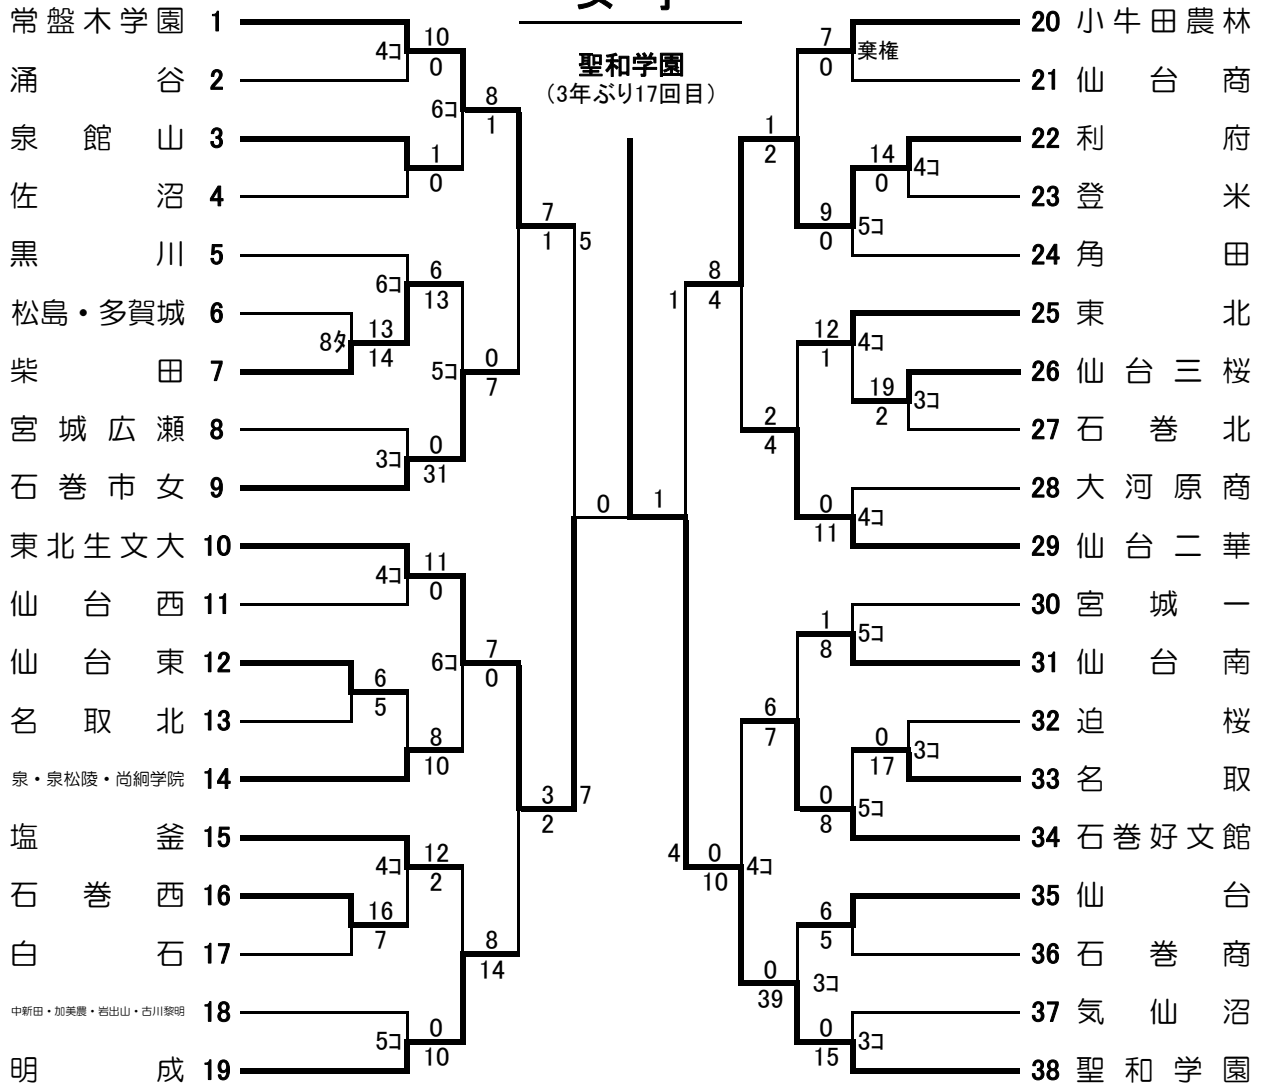 女 子
聖和学園
(3年ぶり17回目)
常盤木学園 1
涌谷 2
泉館山 3
佐沼 4
黒川 5
松島・多賀城 6
柴田 7
宮城広瀬 8
石巻市女 9
東北生文大 10
仙台西 11
仙台東 12
名取北 13
泉・泉松陵・尚絅学院 14
塩釜 15
石巻西 16
白石 17
中新田・加美農・岩出山・古川黎明 18
明成 19
4コ 10
0
6コ 8
1
1
0
7
1 5
6コ 6
13
8タ 13
14
5コ 0
7
3コ 0
31
0
4コ 11
0
6コ 7
0
6
5
8
10
3 7
2
4コ 12
2
16
7
8
14
5コ 0
10
1
7 棄権
0
1
2
14 4コ
0
9 5コ
0
1 8
4
12 4コ
1
19 3コ
2
2
4
0 4コ
11
1 5コ
8
6
7
0 3コ
17
0 5コ
8
4 0 4コ
10
6
5
0 3コ
39
0 3コ
15
20 小牛田農林
21 仙台商
22 利府
23 登米
24 角田
25 東北
26 仙台三桜
27 石巻北
28 大河原商
29 仙台二華
30 宮城一
31 仙台南
32 迫桜
33 名取
34 石巻好文館
35 仙台
36 石巻商
37 気仙沼
38 聖和学園